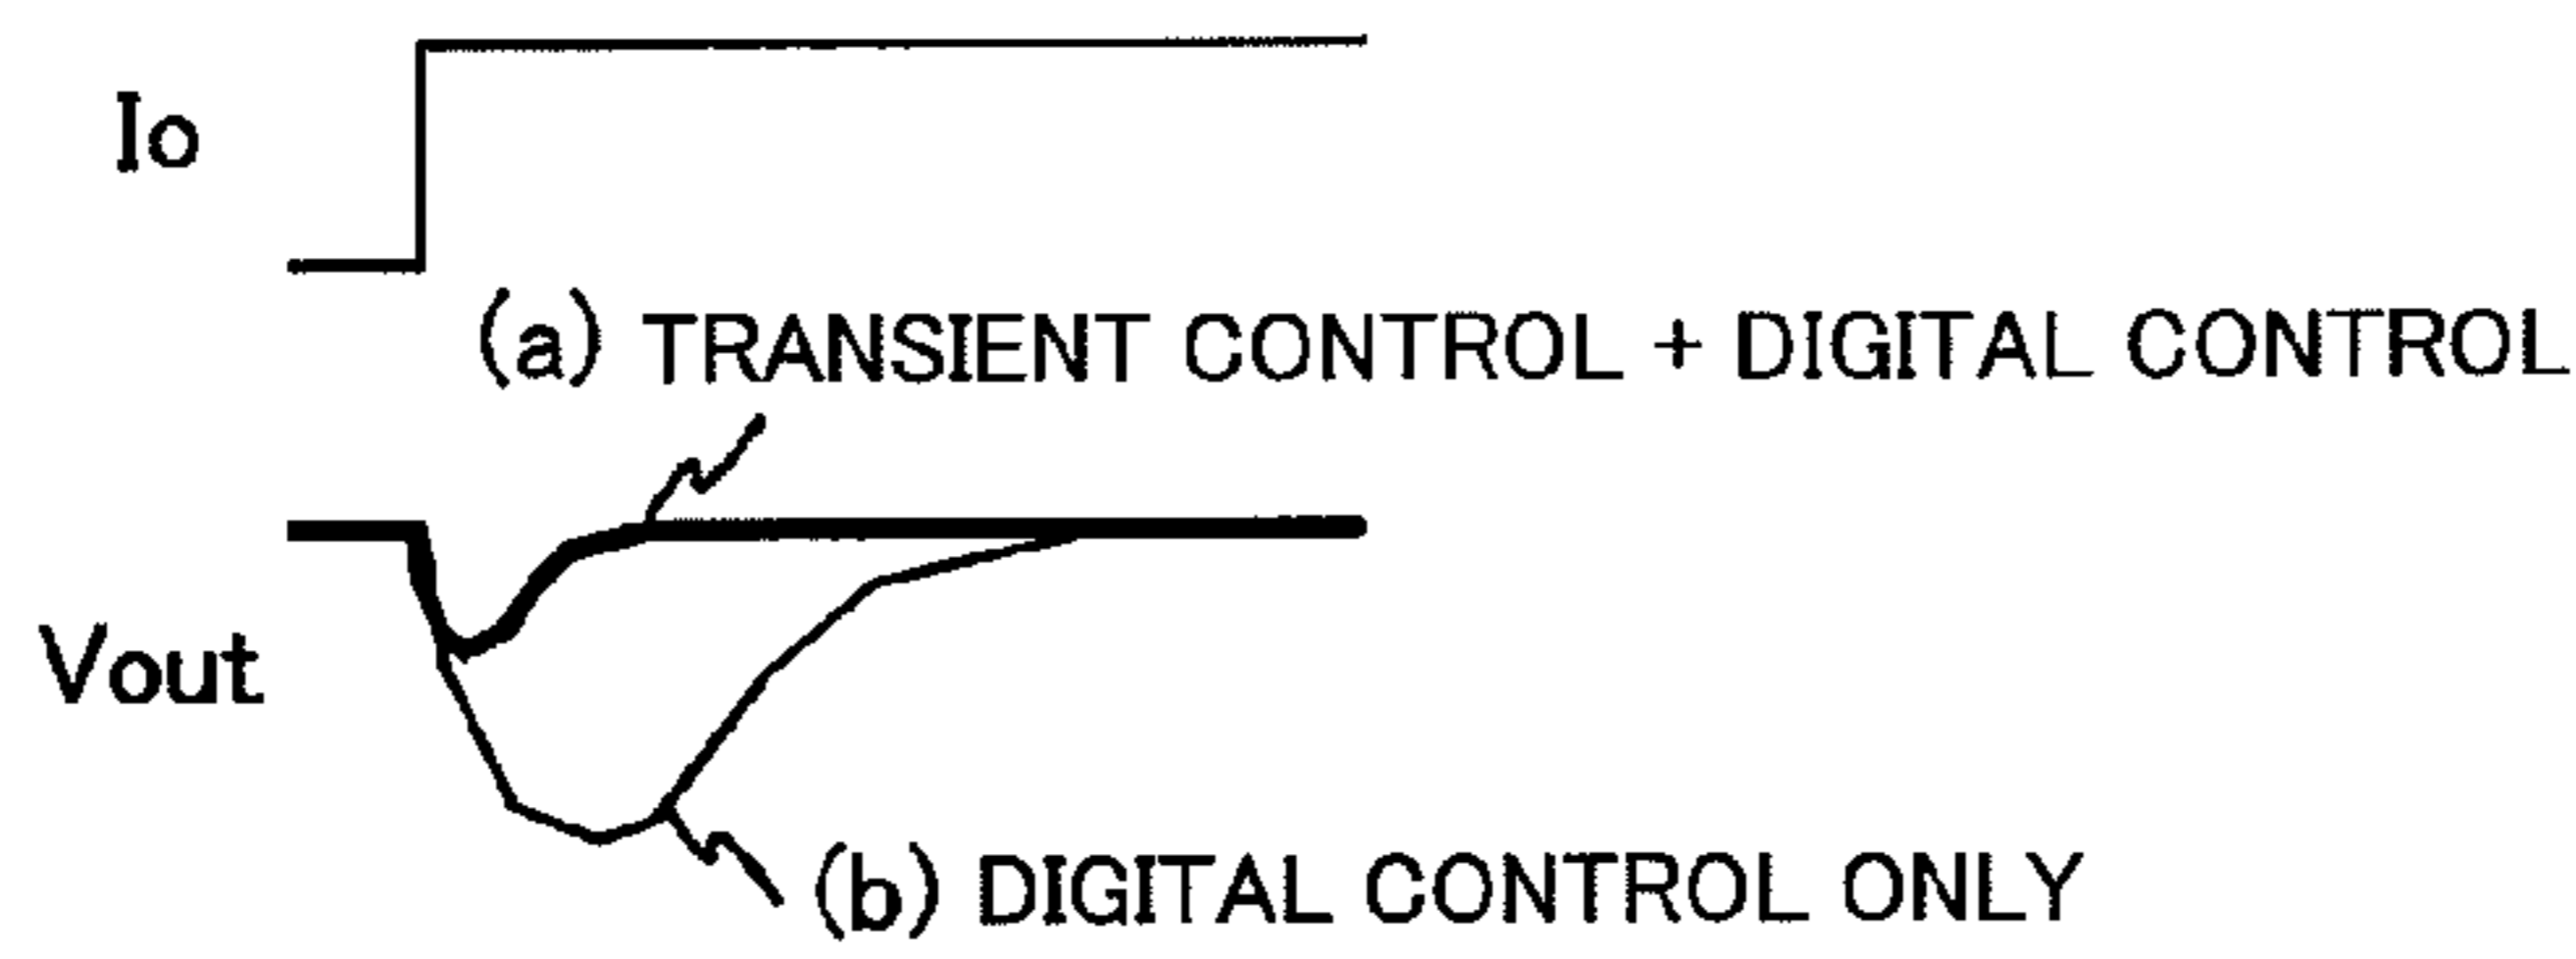 Io
(a) TRANSIENT CONTROL + DIGITAL CONTROL
Vout
(b) DIGITAL CONTROL ONLY